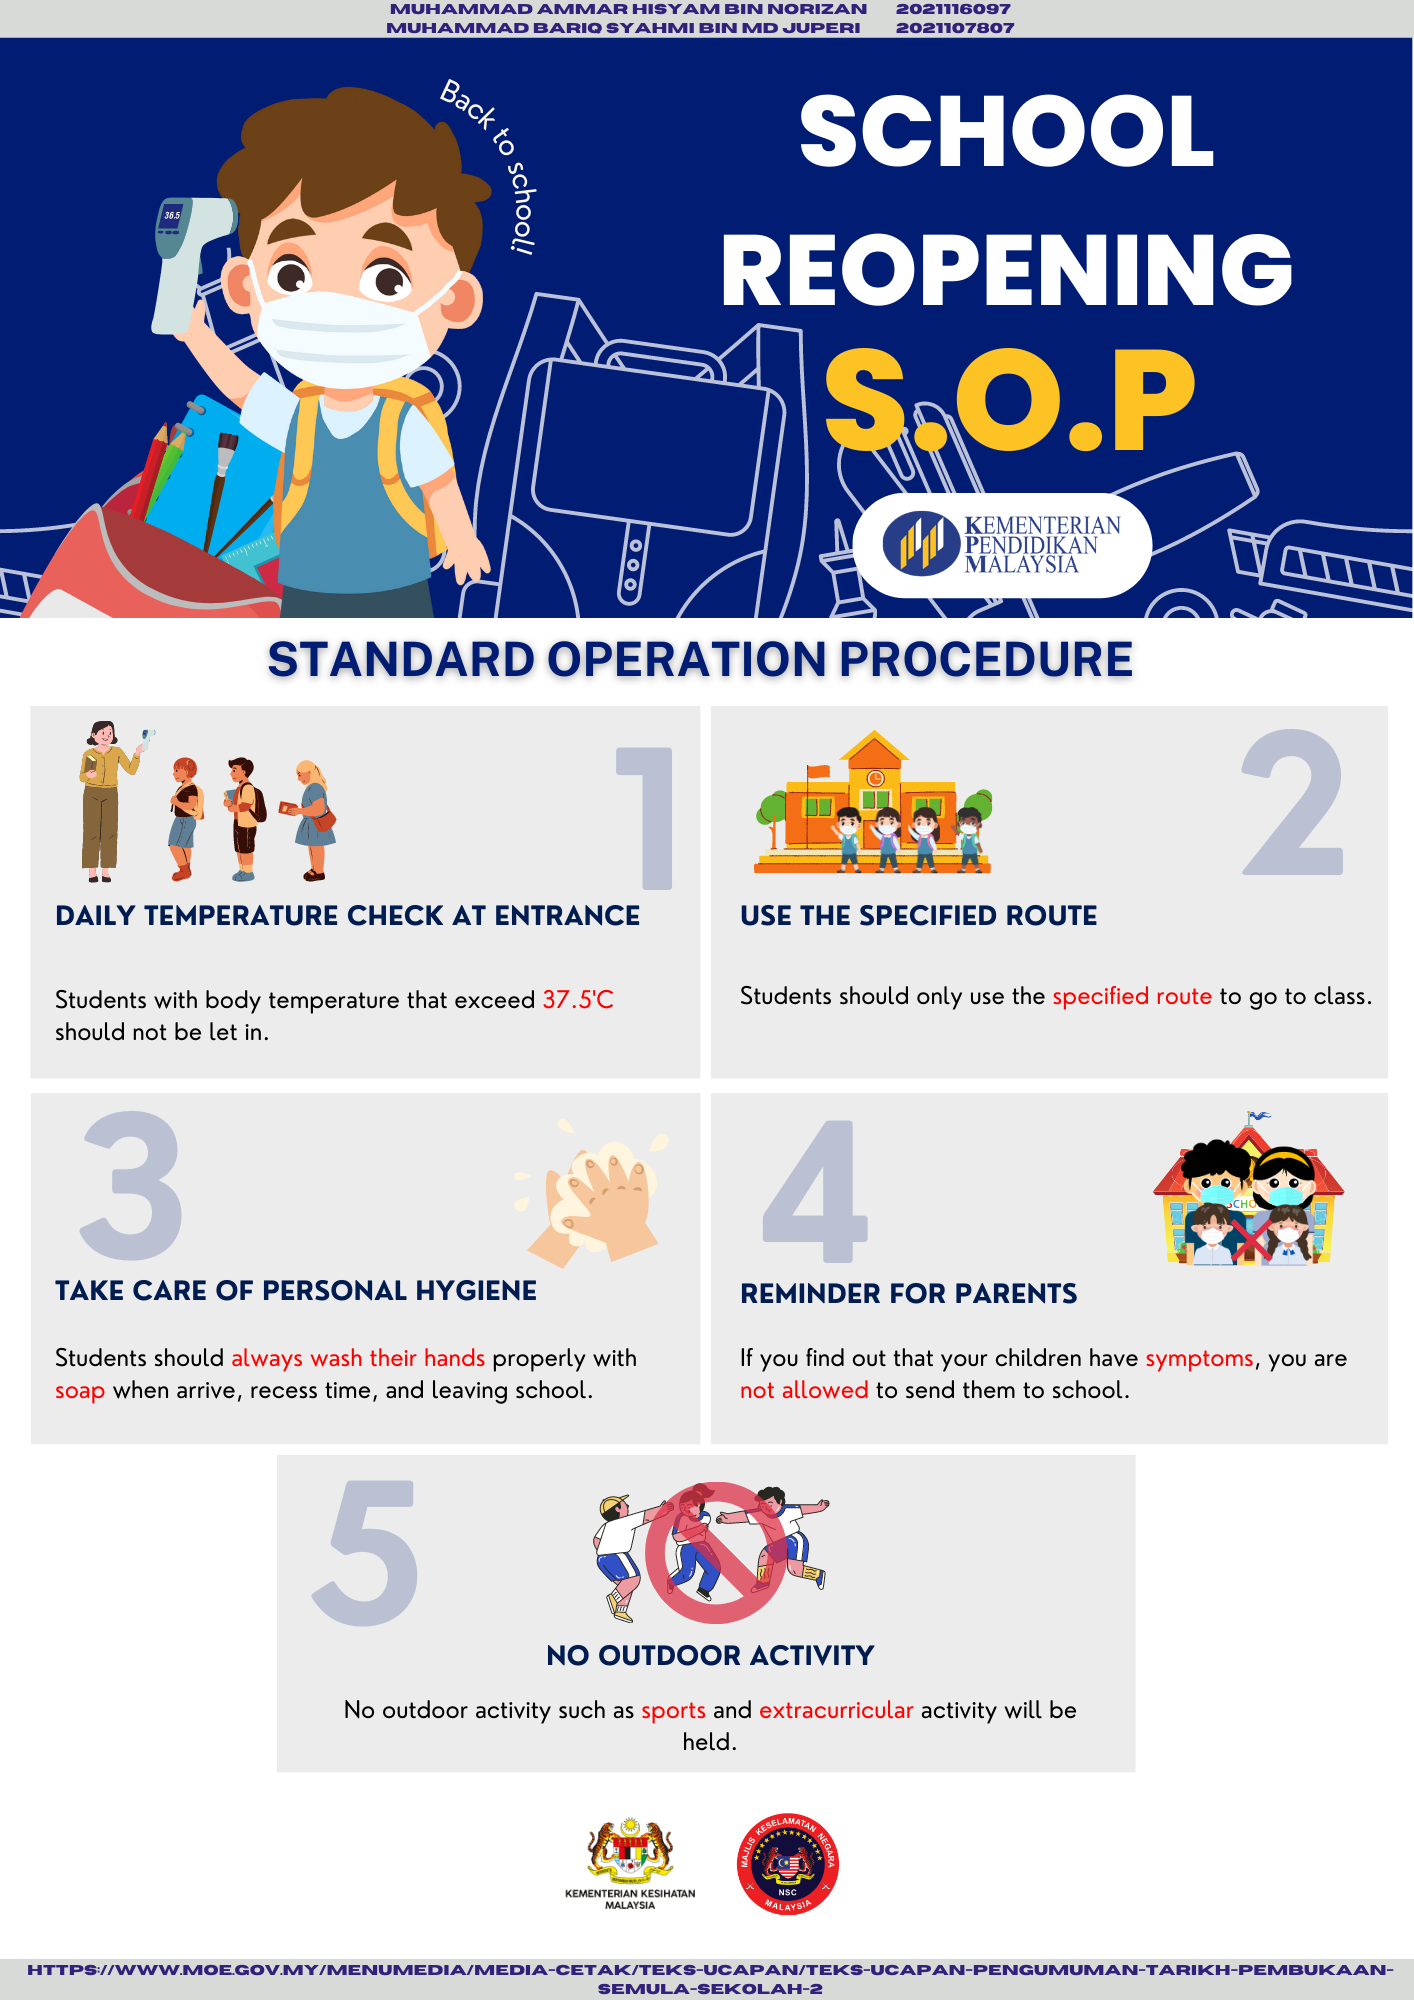 MUHAMMAD AMMAR HISYAM BIN NORIZAN 2021116097
MUHAMMAD BARIQ SYAHMI BIN MD JUPERI 2021107807
Back to school!
36.5
SCHOOL
REOPENING
S.O.P
KEMENTERIAN
PENDIDIKAN
MALAYSIA
STANDARD OPERATION PROCEDURE
1
DAILY TEMPERATURE CHECK AT ENTRANCE
Students with body temperature that exceed 37.5'C
should not be let in.
2
USE THE SPECIFIED ROUTE
Students should only use the specified route to go to class.
3
TAKE CARE OF PERSONAL HYGIENE
Students should always wash their hands properly with
soap when arrive, recess time, and leaving school.
4
REMINDER FOR PARENTS
If you find out that your children have symptoms, you are
not allowed to send them to school.
5
NO OUTDOOR ACTIVITY
No outdoor activity such as sports and extracurricular activity will be
held.
KEMENTERIAN KESIHATAN
MALAYSIA
MAJLIS KESELAMATAN NEGARA
NSC
MALAYSIA
HTTPS://WWW.MOE.GOV.MY/MENUMEDIA/MEDIA-CETAK/TEKS-UCAPAN/TEKS-UCAPAN-PENGUMUMAN-TARIKH-PEMBUKAAN-
SEMULA-SEKOLAH-2